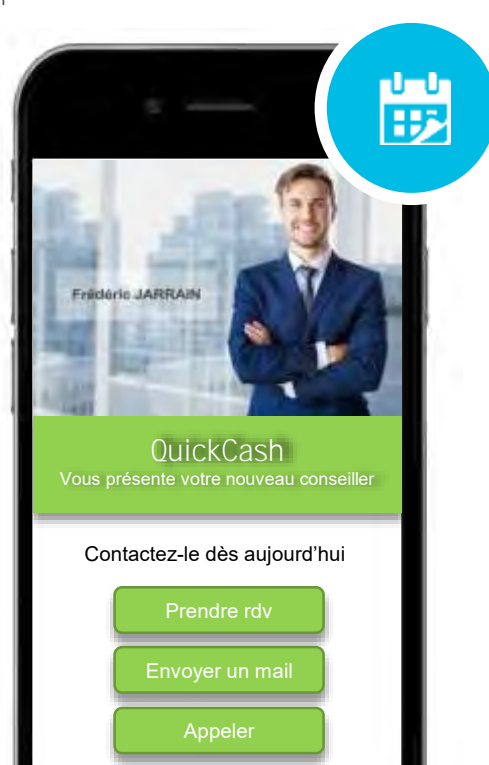 Frédéric JARRAIN
QuickCash
Vous présente votre nouveau conseiller
Contactez-le dès aujourd’hui
Prendre rdv
Envoyer un mail
Appeler